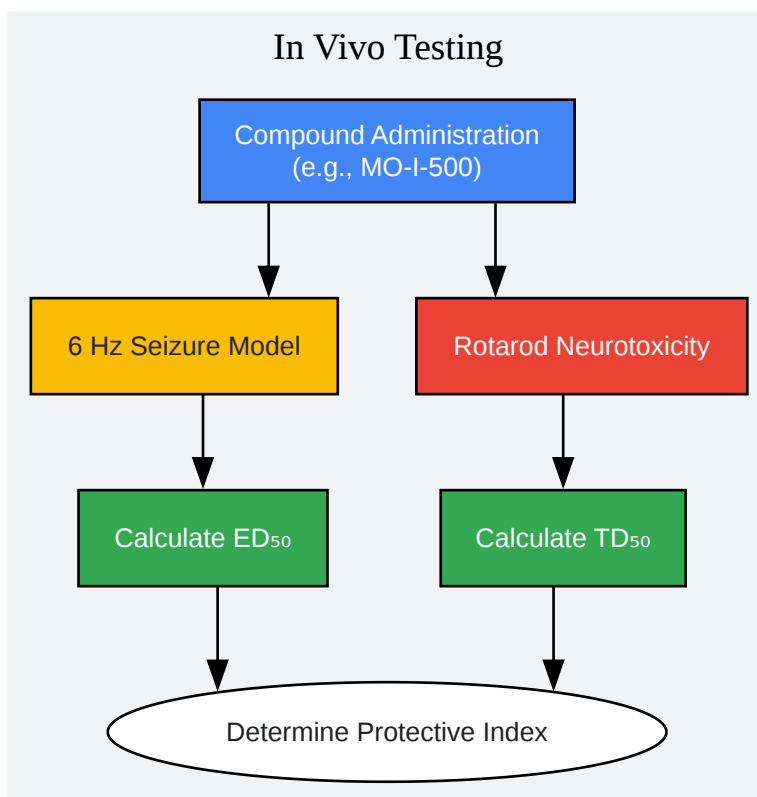 In Vivo Testing
Compound Administration
(e.g., MO-I-500)
6 Hz Seizure Model
Rotarod Neurotoxicity
Calculate ED₅₀
Calculate TD₅₀
Determine Protective Index